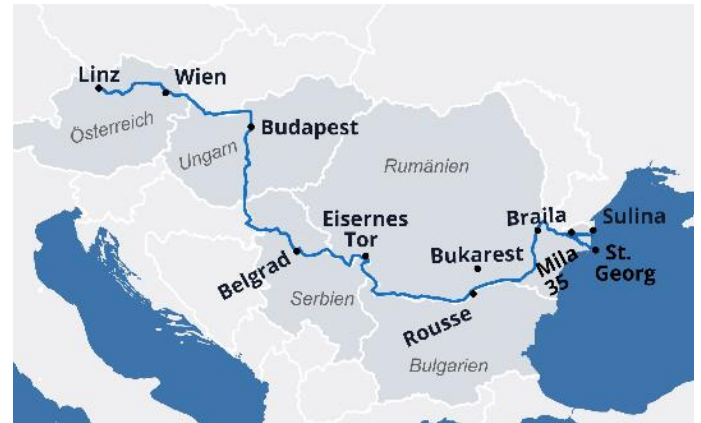 Linz
Wien
Österreich
Budapest
Ungarn
Rumänien
Eisernes
Tor
Braila
Sulina
Belgrad
Bukarest
Mila
35
St.
Georg
Serbien
Rousse
Bulgarien